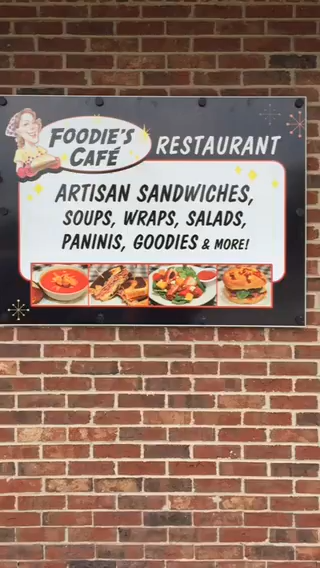 FOODIE'S
CAFÉ
RESTAURANT
ARTISAN SANDWICHES,
SOUPS, WRAPS, SALADS,
PANINIS, GOODIES & MORE!